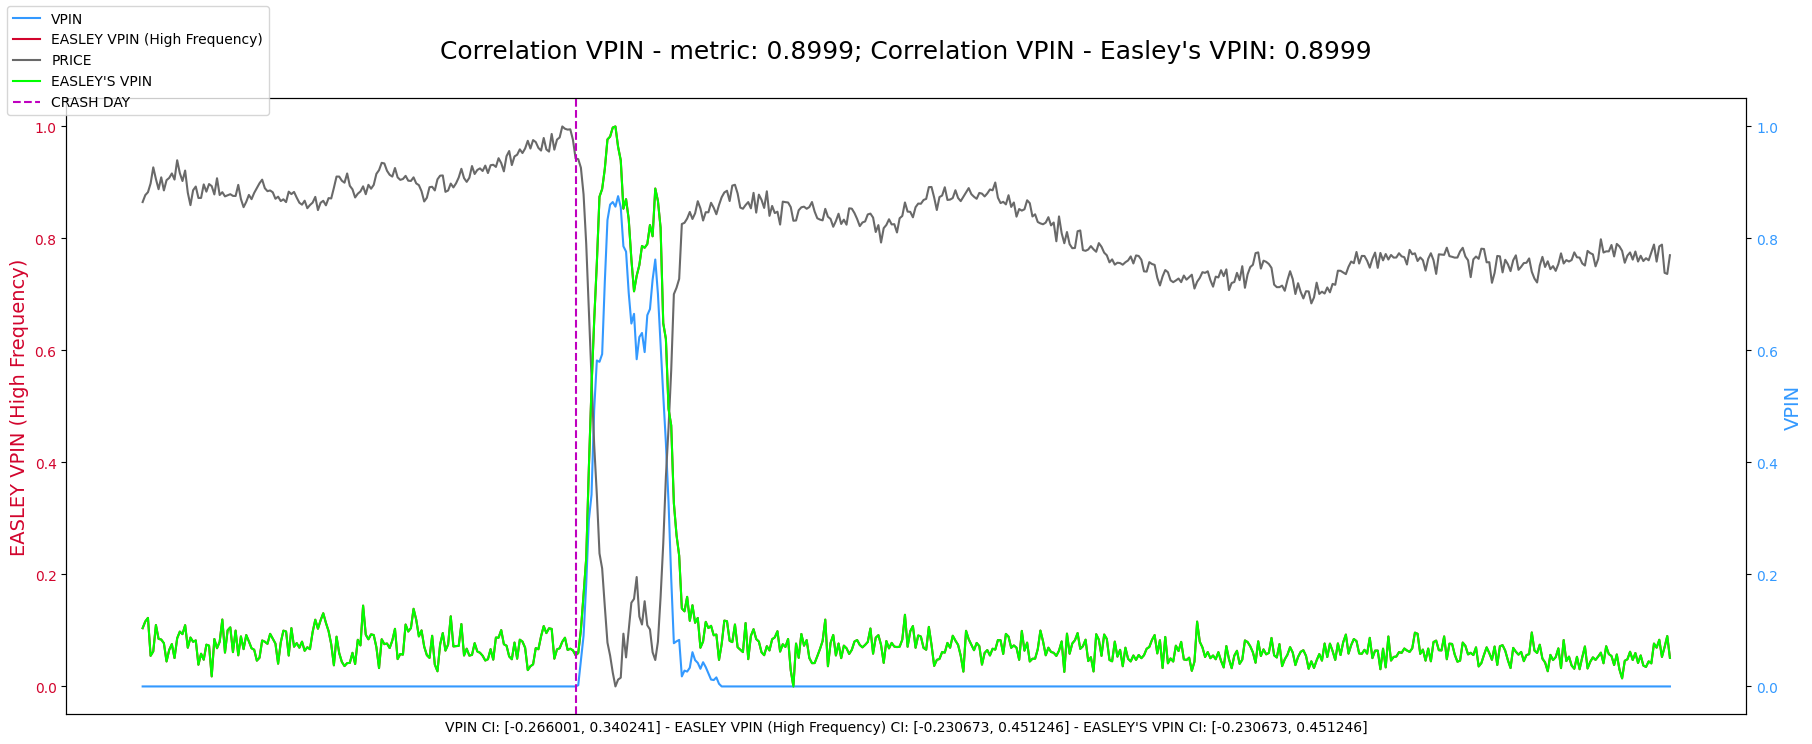 VPIN
EASLEY VPIN (High Frequency)
PRICE
EASLEY'S VPIN
CRASH DAY
Correlation VPIN - metric: 0.8999; Correlation VPIN - Easley's VPIN: 0.8999
EASLEY VPIN (High Frequency)
1.0
0.8
0.6
0.4
0.2
0.0
1.0
0.8
0.6
0.4
0.2
0.0
VPIN
VPIN CI: [-0.266001, 0.340241] - EASLEY VPIN (High Frequency) CI: [-0.230673, 0.451246] - EASLEY'S VPIN CI: [-0.230673, 0.451246]